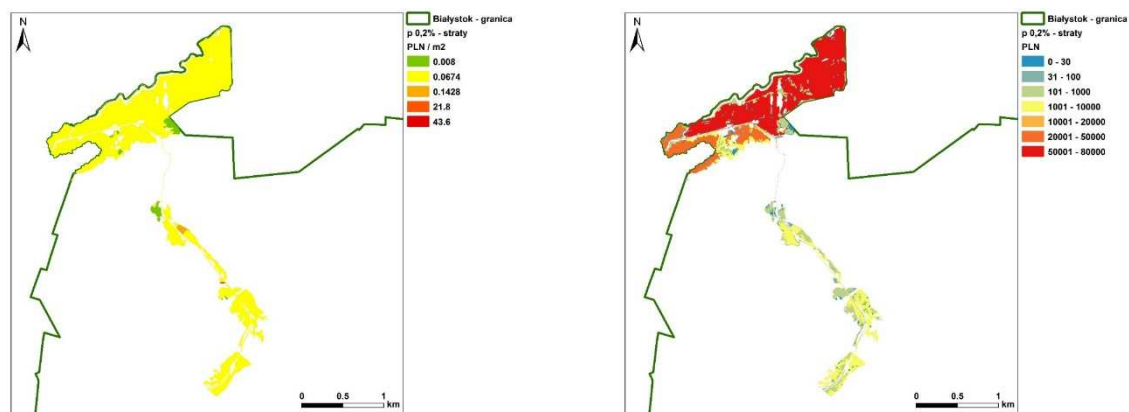 N
Białystok - granica
p 0,2% - straty
PLN / m2
0.008
0.0674
0.1428
21.8
43.6
0 0.5 1
km
N
Białystok - granica
p 0,2% - straty
PLN
0 - 30
31 - 100
101 - 1000
1001 - 10000
10001 - 20000
20001 - 50000
50001 - 80000
0 0.5 1
km